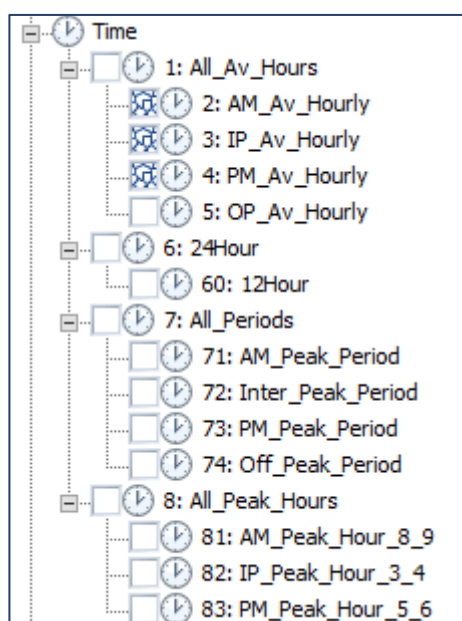 Time
1: All_Av_Hours
2: AM_Av_Hourly
3: IP_Av_Hourly
4: PM_Av_Hourly
5: OP_Av_Hourly
6: 24Hour
60: 12Hour
7: All_Periods
71: AM_Peak_Period
72: Inter_Peak_Period
73: PM_Peak_Period
74: Off_Peak_Period
8: All_Peak_Hours
81: AM_Peak_Hour_8_9
82: IP_Peak_Hour_3_4
83: PM_Peak_Hour_5_6